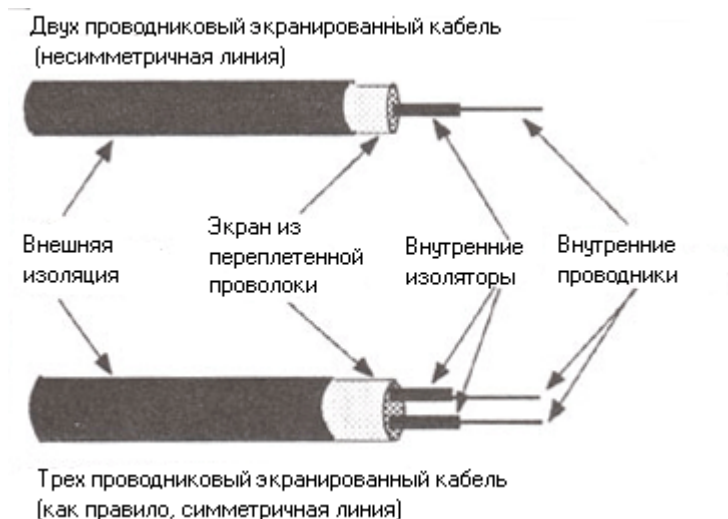 Двух проводниковый экранированный кабель
(несимметричная линия)
Внешняя
изоляция
Экран из
переплетенной
проволоки
Внутренние
изоляторы
Внутренние
проводники
Трех проводниковый экранированный кабель
(как правило, симметричная линия)